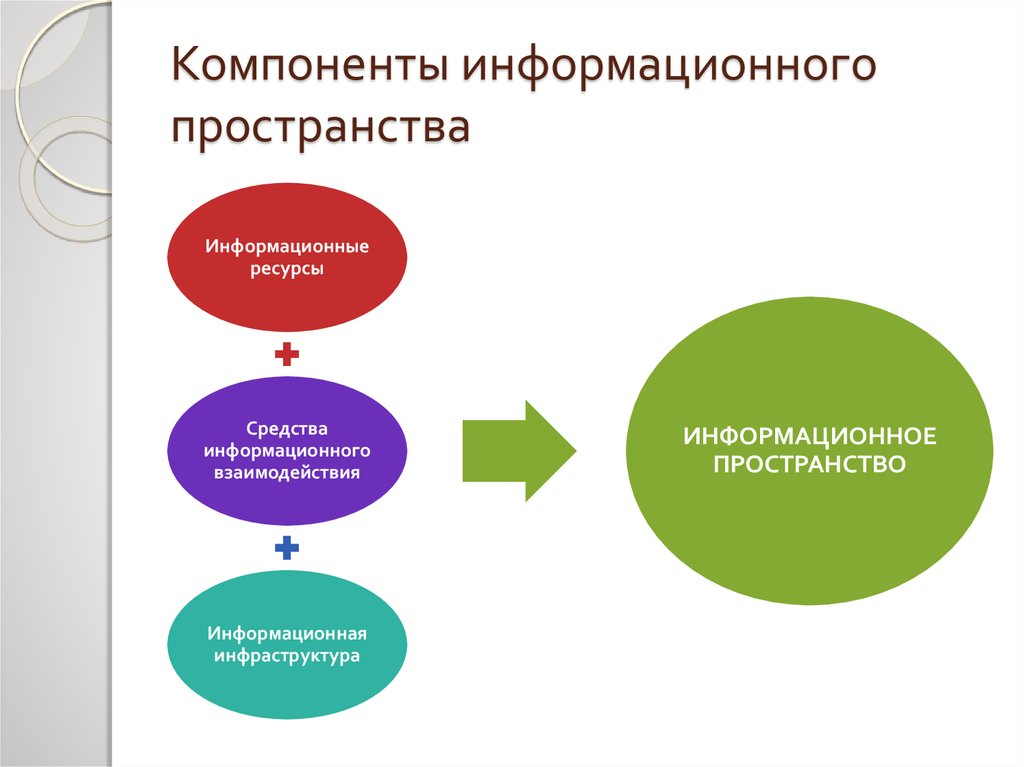 Компоненты информационного
пространства
Информационные
ресурсы
Средства
информационного
взаимодействия
Информационная
инфраструктура
ИНФОРМАЦИОННОЕ
ПРОСТРАНСТВО